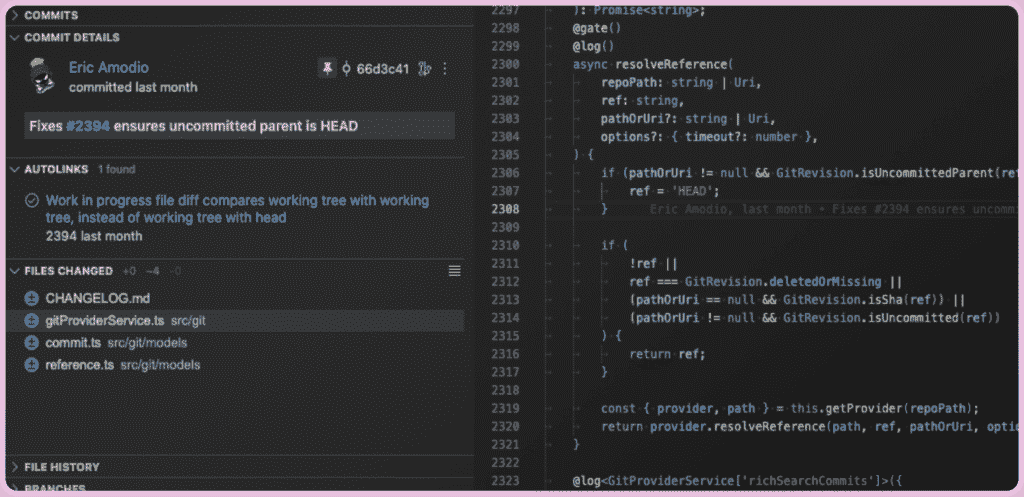 COMMITS
COMMIT DETAILS
Eric Amodio
66d3c41
committed last month
Fixes #2394 ensures uncommitted parent is HEAD
AUTOLINKS 1 found
Work in progress file diff compares working tree with working
tree, instead of working tree with head
2394 last month
FILES CHANGED +0 ~4 -0
CHANGELOG.md
gitProviderService.ts src/git
commit.ts src/git/models
reference.ts src/git/models
FILE HISTORY
BRANCHES
2297 ): Promise<string>;
2298 @gate()
2299 @log()
2300 async resolveReference(
2301 repoPath: string | Uri,
2302 ref: string,
2303 pathOrUri?: string | Uri,
2304 options?: { timeout?: number },
2305 ) {
2306 if (pathOrUri != null && GitRevision.isUncommittedParent(ref
2307 ref = 'HEAD';
2308 } Eric Amodio, last month • Fixes #2394 ensures uncomm
2309
2310 if (
2311 !ref ||
2312 ref === GitRevision.deletedOrMissing ||
2313 (pathOrUri == null && GitRevision.isSha(ref)) ||
2314 (pathOrUri != null && GitRevision.isUncommitted(ref))
2315 ) {
2316 return ref;
2317 }
2318
2319 const { provider, path } = this.getProvider(repoPath);
2320 return provider.resolveReference(path, ref, pathOrUri, optio
2321 }
2322
2323 @log<GitProviderService['richSearchCommits']>({